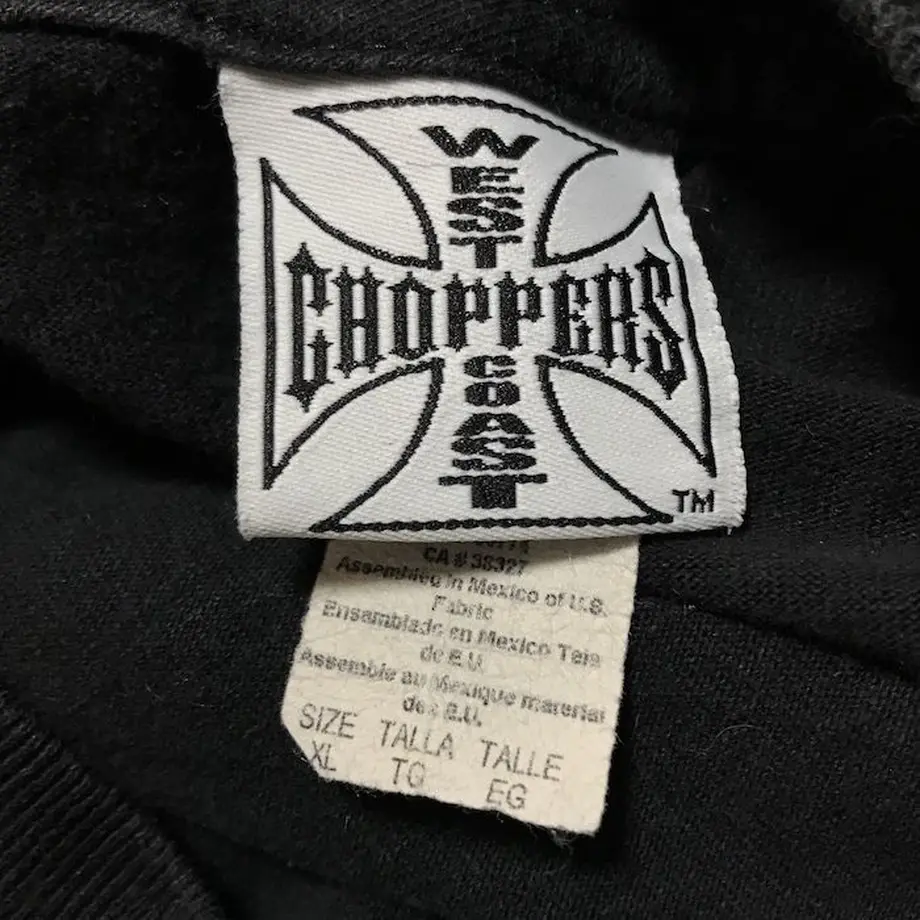 WEST
CHOPPERS
COAST
TM
CA # 38327
Assembled in Mexico of U.S.
Fabric
Ensamblado en Mexico Tela
de E.U.
Assemble au Mexique material
des E.U.
SIZE TALLA TALLE
XL TG EG